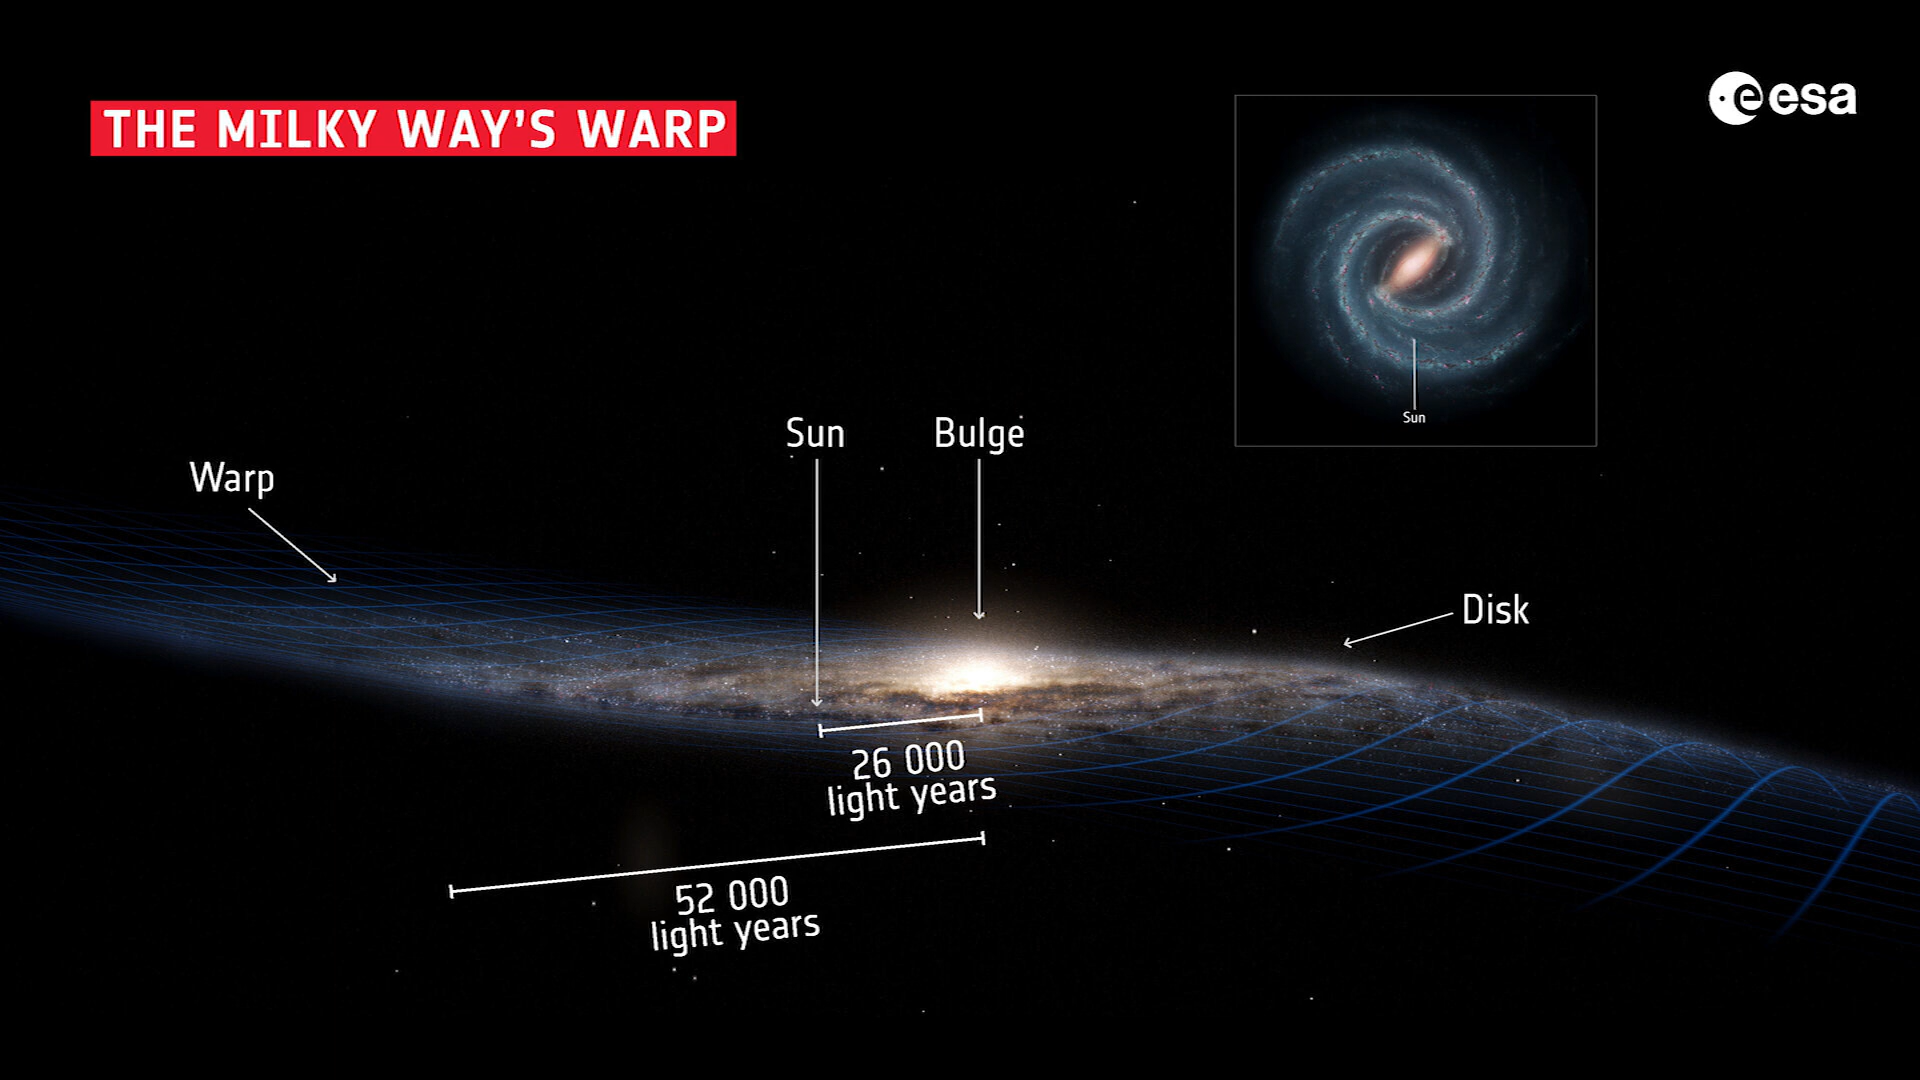 THE MILKY WAY'S WARP
esa
Sun
Sun
Bulge
Warp
Disk
26 000
light years
52 000
light years